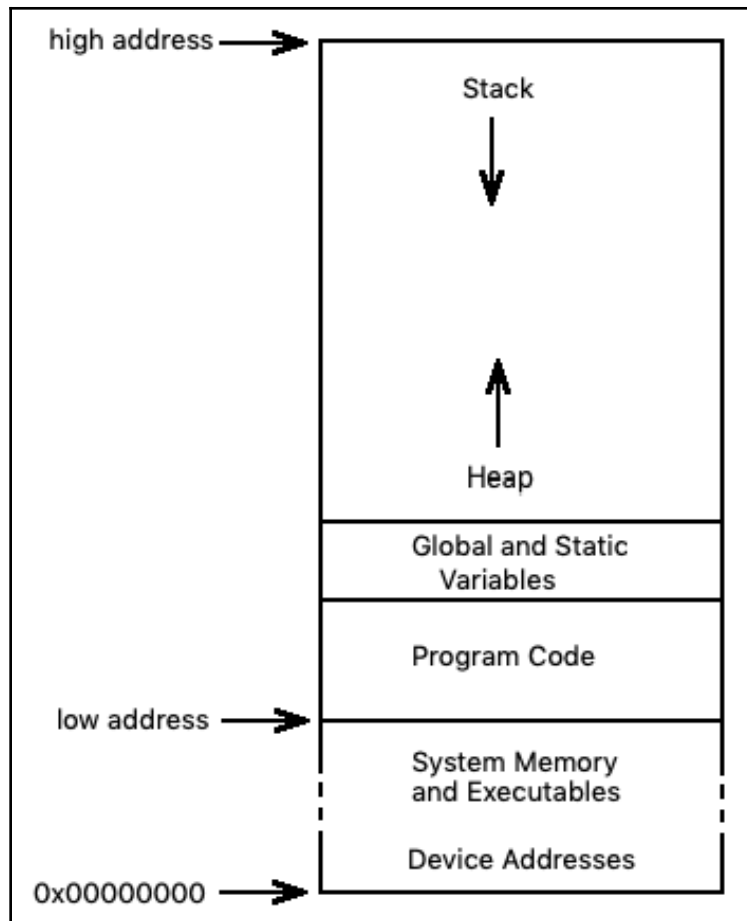 high address
Stack
Heap
Global and Static
Variables
Program Code
low address
System Memory
and Executables
Device Addresses
0x00000000